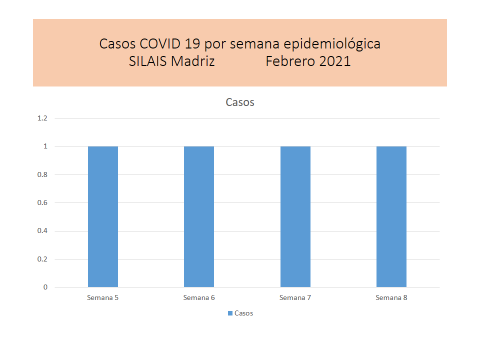 Casos COVID 19 por semana epidemiológica
SILAIS Madriz Febrero 2021
Casos
1.2
1
0.8
0.6
0.4
0.2
0
Semana 5 Semana 6 Semana 7 Semana 8
Casos